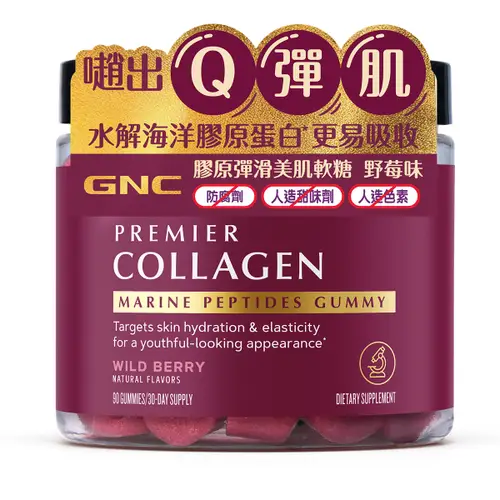 嚐出Q彈肌
水解海洋膠原蛋白*更易吸收
GNC 膠原彈滑美肌軟糖 野莓味
防腐劑 人造甜味劑 人造色素
PREMIER
COLLAGEN
MARINE PEPTIDES GUMMY
Targets skin hydration & elasticity
for a youthful-looking appearance*
WILD BERRY
NATURAL FLAVORS
90 GUMMIES/30-DAY SUPPLY
DIETARY SUPPLEMENT